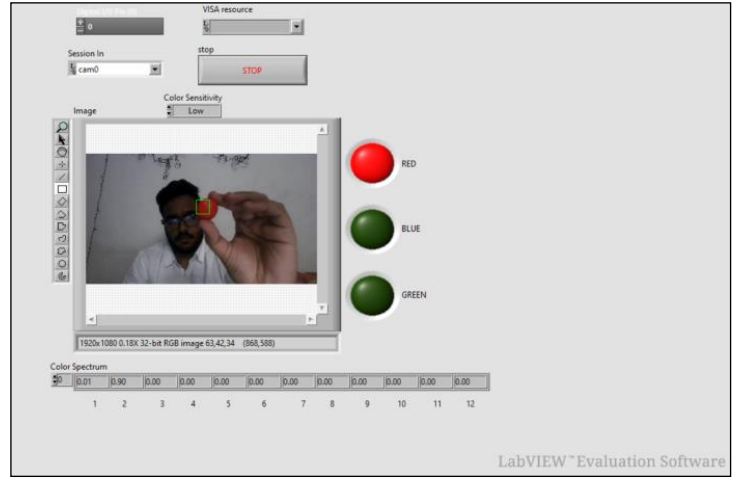 VISA resource
0
Session In
stop
cam0
STOP
Color Sensitivity
Image
Low
RED
BLUE
GREEN
1920x1080 0.18X 32-bit RGB image 63,42,34 (868,588)
Color Spectrum
0 0.01 0.90 0.00 0.00 0.00 0.00 0.00 0.00 0.00 0.00 0.00 0.00
1 2 3 4 5 6 7 8 9 10 11 12
LabVIEW™ Evaluation Software